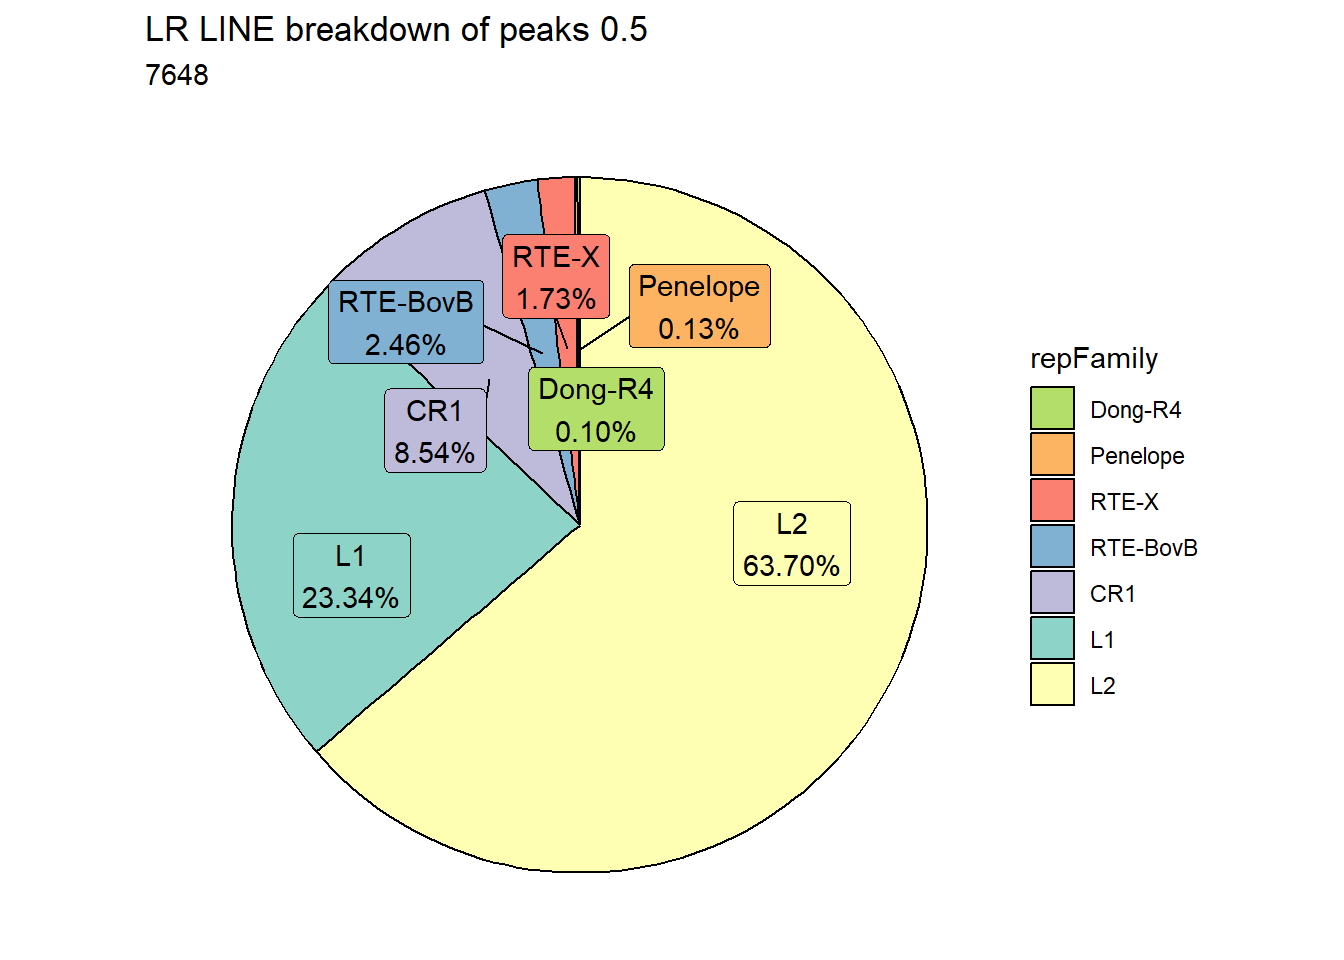 LR LINE breakdown of peaks 0.5
7648
RTE-X
1.73%
Penelope
0.13%
RTE-BovB
2.46%
Dong-R4
0.10%
CR1
8.54%
L2
63.70%
L1
23.34%
repFamily
Dong-R4
Penelope
RTE-X
RTE-BovB
CR1
L1
L2